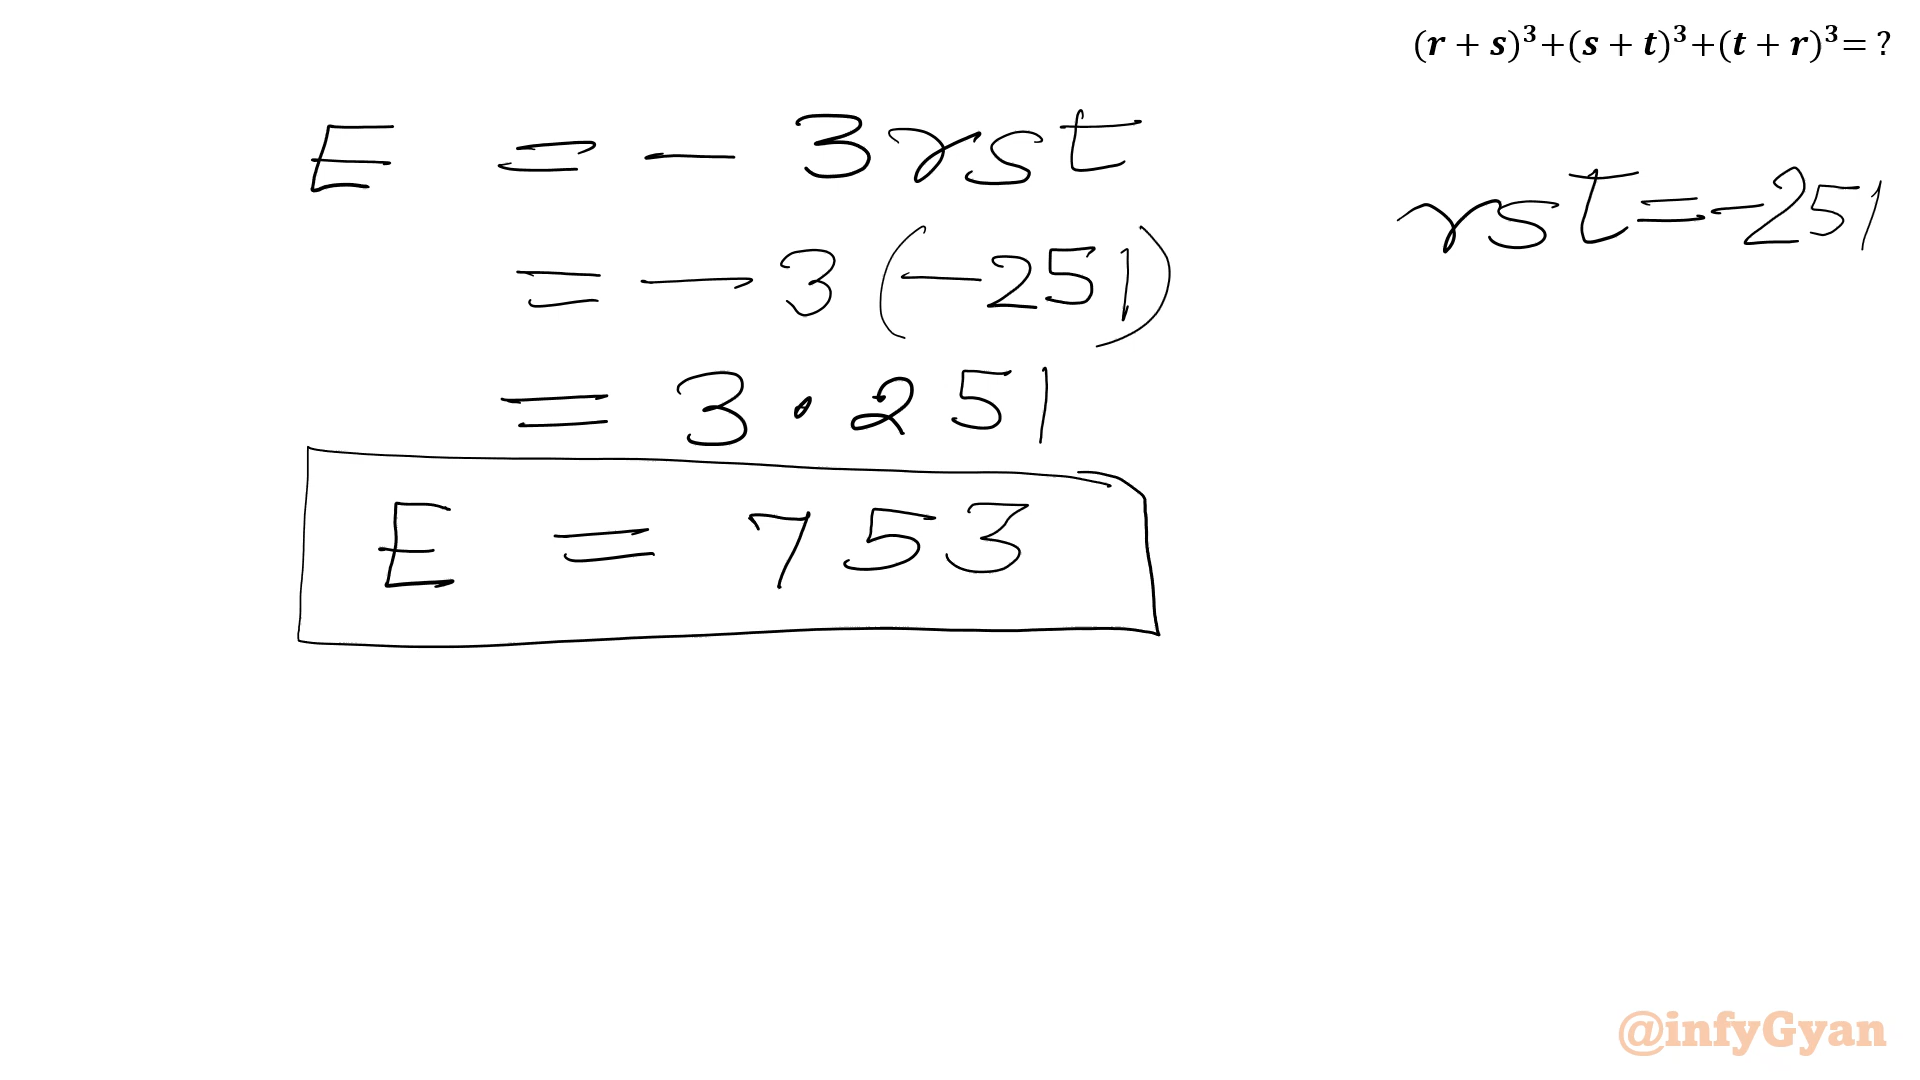 (r + s)³+(s + t)³+(t + r)³= ?
E = - 3rst
rst=-251
= - 3 (-251)
= 3 · 251
E = 753
@infyGyan